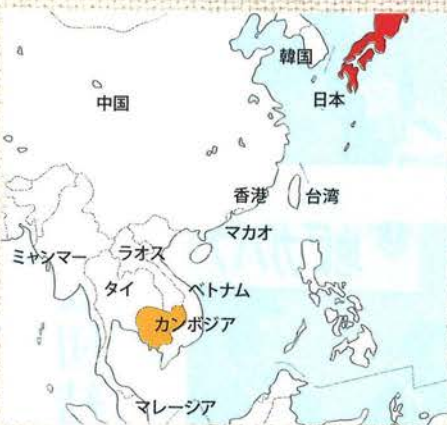 韓国
中国
日本
香港
台湾
マカオ
ミャンマー
ラオス
タイ
ベトナム
カンボジア
マレーシア